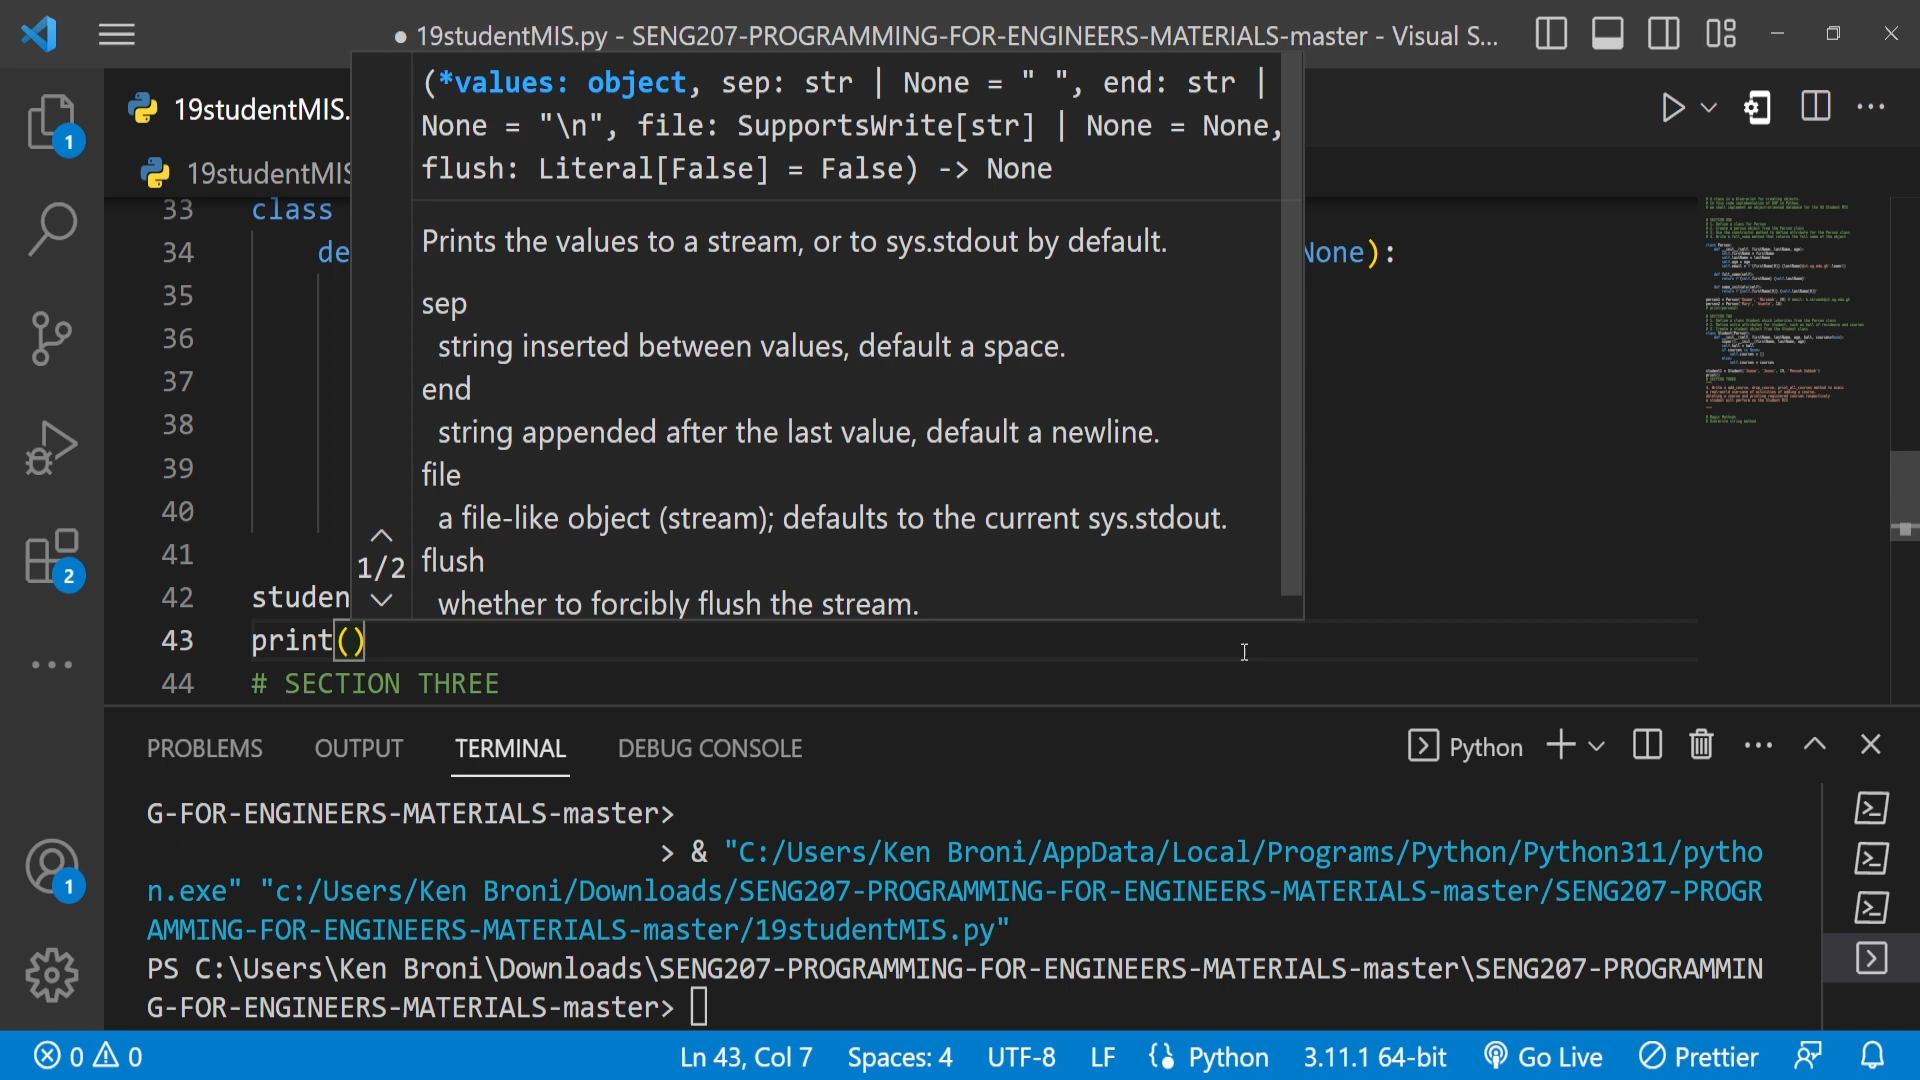 ● 19studentMIS.py - SENG207-PROGRAMMING-FOR-ENGINEERS-MATERIALS-master - Visual S...
19studentMIS.
(*values: object, sep: str | None = " ", end: str |
None = "\n", file: SupportsWrite[str] | None = None,
flush: Literal[False] = False) -> None
1
19studentMIS
33 class
Prints the values to a stream, or to sys.stdout by default.
34 de
None):
35
sep
36
string inserted between values, default a space.
37
end
38
string appended after the last value, default a newline.
39
file
40
a file-like object (stream); defaults to the current sys.stdout.
41
1/2
flush
2
42 studen
whether to forcibly flush the stream.
43 print()
44 # SECTION THREE
PROBLEMS OUTPUT TERMINAL DEBUG CONSOLE
Python
G-FOR-ENGINEERS-MATERIALS-master>
> & "C:/Users/Ken Broni/AppData/Local/Programs/Python/Python311/pytho
n.exe" "c:/Users/Ken Broni/Downloads/SENG207-PROGRAMMING-FOR-ENGINEERS-MATERIALS-master/SENG207-PROGR
AMMING-FOR-ENGINEERS-MATERIALS-master/19studentMIS.py"
1
PS C:\Users\Ken Broni\Downloads\SENG207-PROGRAMMING-FOR-ENGINEERS-MATERIALS-master\SENG207-PROGRAMMIN
G-FOR-ENGINEERS-MATERIALS-master>
0 0 Ln 43, Col 7 Spaces: 4 UTF-8 LF Python 3.11.1 64-bit Go Live Prettier